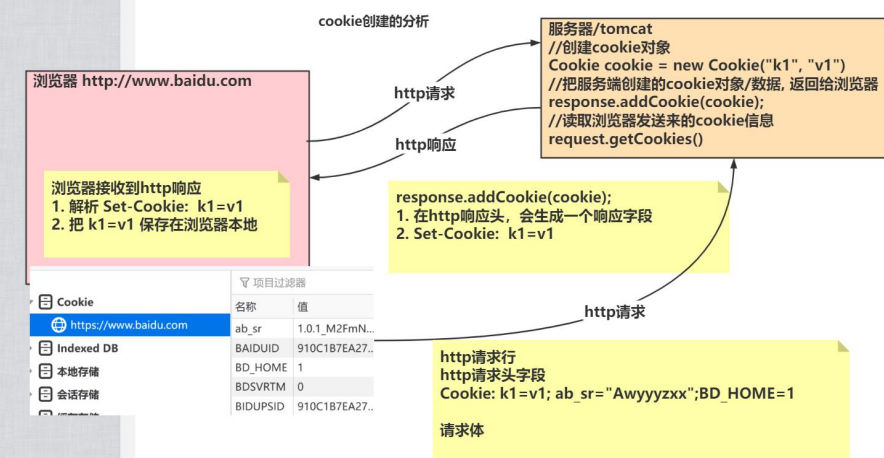 cookie创建的分析
服务器/tomcat
//创建cookie对象
Cookie cookie = new Cookie("k1", "v1")
//把服务端创建的cookie对象/数据, 返回给浏览器
response.addCookie(cookie);
//读取浏览器发送来的cookie信息
request.getCookies()
浏览器 http://www.baidu.com
http请求
http响应
浏览器接收到http响应
1. 解析 Set-Cookie: k1=v1
2. 把 k1=v1 保存在浏览器本地
response.addCookie(cookie);
1. 在http响应头，会生成一个响应字段
2. Set-Cookie: k1=v1
项目过滤器
Cookie
https://www.baidu.com
Indexed DB
本地存储
会话存储
名称 值
ab_sr 1.0.1_M2FmN...
BAIDUID 910C1B7EA27...
BD_HOME 1
BDSVRTM 0
BIDUPSID 910C1B7EA27...
http请求
http请求行
http请求头字段
Cookie: k1=v1; ab_sr="Awyyyzxx";BD_HOME=1
请求体